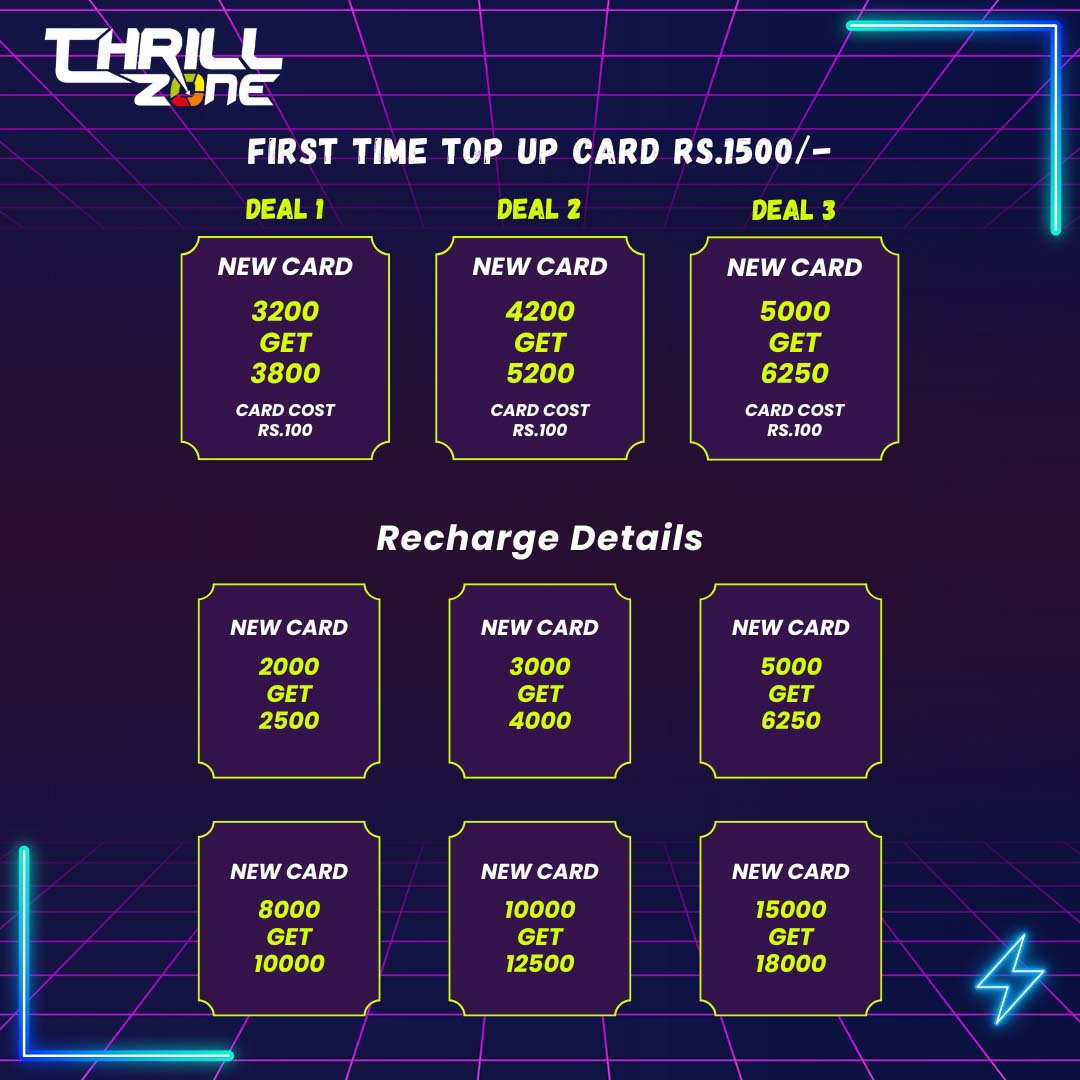 THRILL
ZONE
FIRST TIME TOP UP CARD RS.1500/-
DEAL 1
NEW CARD
3200
GET
3800
CARD COST
RS.100
DEAL 2
NEW CARD
4200
GET
5200
CARD COST
RS.100
DEAL 3
NEW CARD
5000
GET
6250
CARD COST
RS.100
Recharge Details
NEW CARD
2000
GET
2500
NEW CARD
3000
GET
4000
NEW CARD
5000
GET
6250
NEW CARD
8000
GET
10000
NEW CARD
10000
GET
12500
NEW CARD
15000
GET
18000